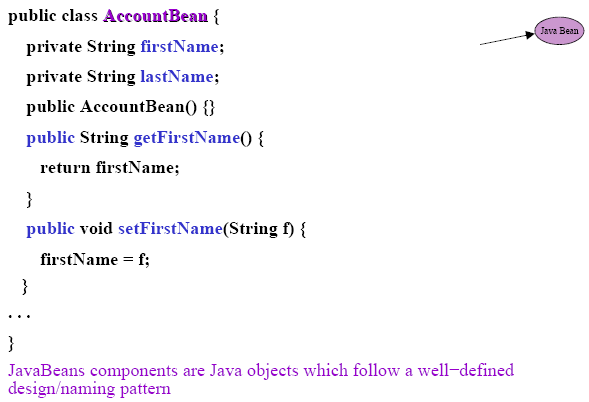 public class AccountBean {
Java Bean
private String firstName;
private String lastName;
public AccountBean() {}
public String getFirstName() {
return firstName;
}
public void setFirstName(String f) {
firstName = f;
}
. . .
}
JavaBeans components are Java objects which follow a well−defined
design/naming pattern